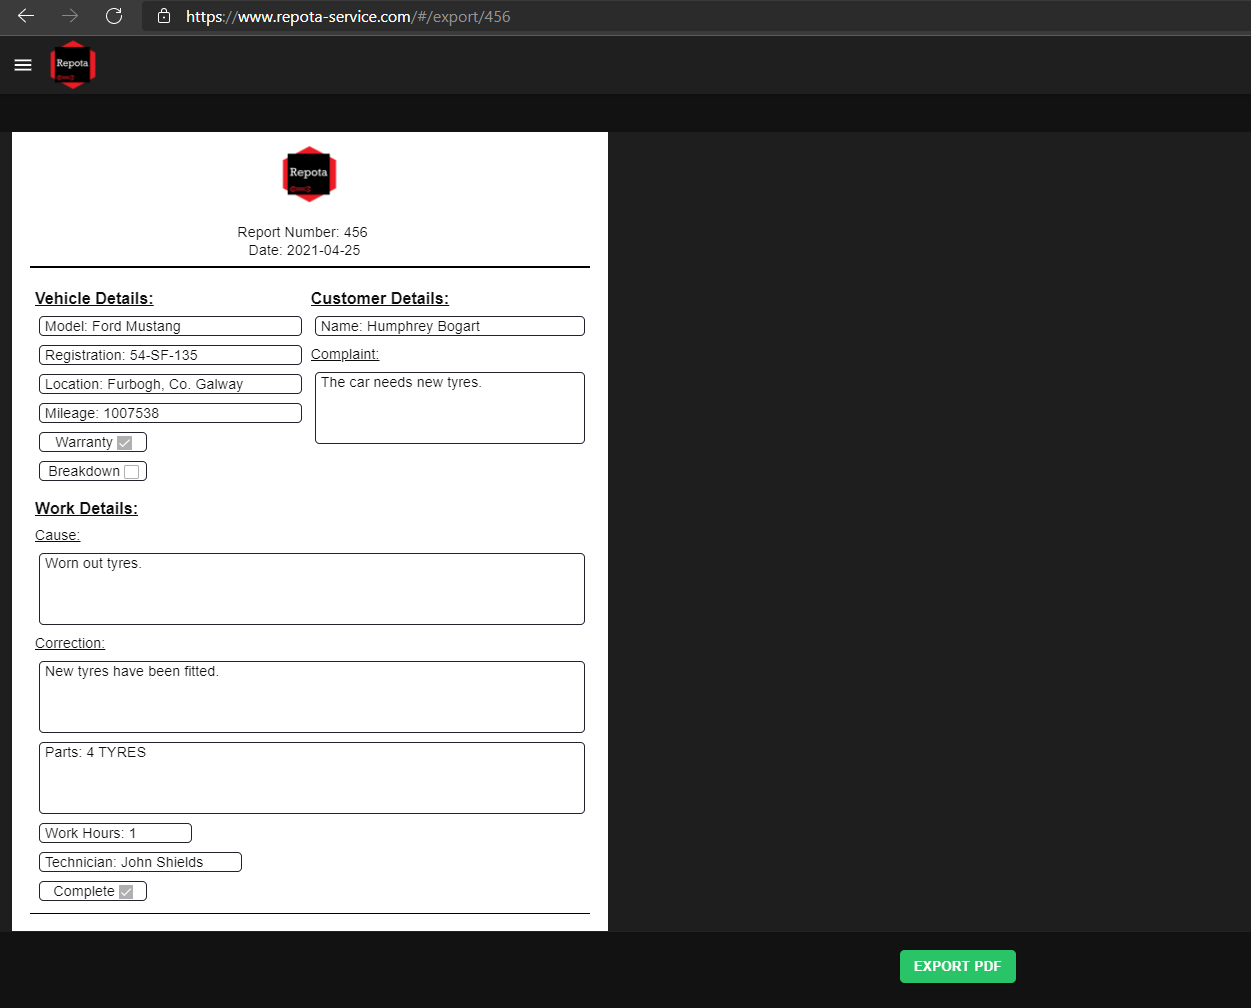 https://www.repota-service.com/#/export/456
Repota
Repota
Report Number: 456
Date: 2021-04-25
Vehicle Details:
Model: Ford Mustang
Registration: 54-SF-135
Location: Furbogh, Co. Galway
Mileage: 1007538
Warranty
Breakdown
Customer Details:
Name: Humphrey Bogart
Complaint:
The car needs new tyres.
Work Details:
Cause:
Worn out tyres.
Correction:
New tyres have been fitted.
Parts: 4 TYRES
Work Hours: 1
Technician: John Shields
Complete
EXPORT PDF